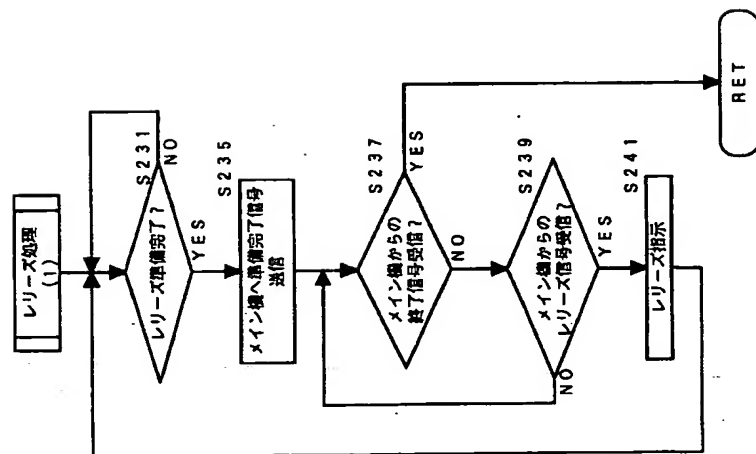 レリーズ処理
(1)
S231
レリーズ準備完了?
NO
YES
S235
メイン機へ準備完了信号
送信
S237
メイン機からの
終了信号受信?
YES
NO
S239
メイン機からの
レリーズ信号受信?
NO
YES
S241
レリーズ指示
RET